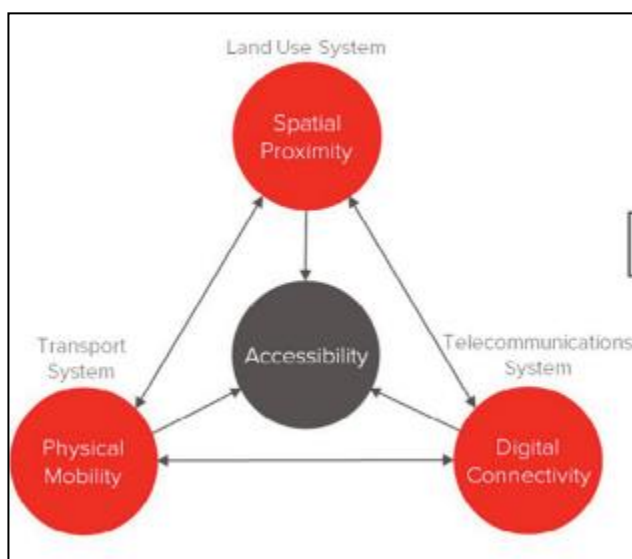 Land Use System
Spatial
Proximity
Accessibility
Transport
System
Physical
Mobility
Telecommunications
System
Digital
Connectivity